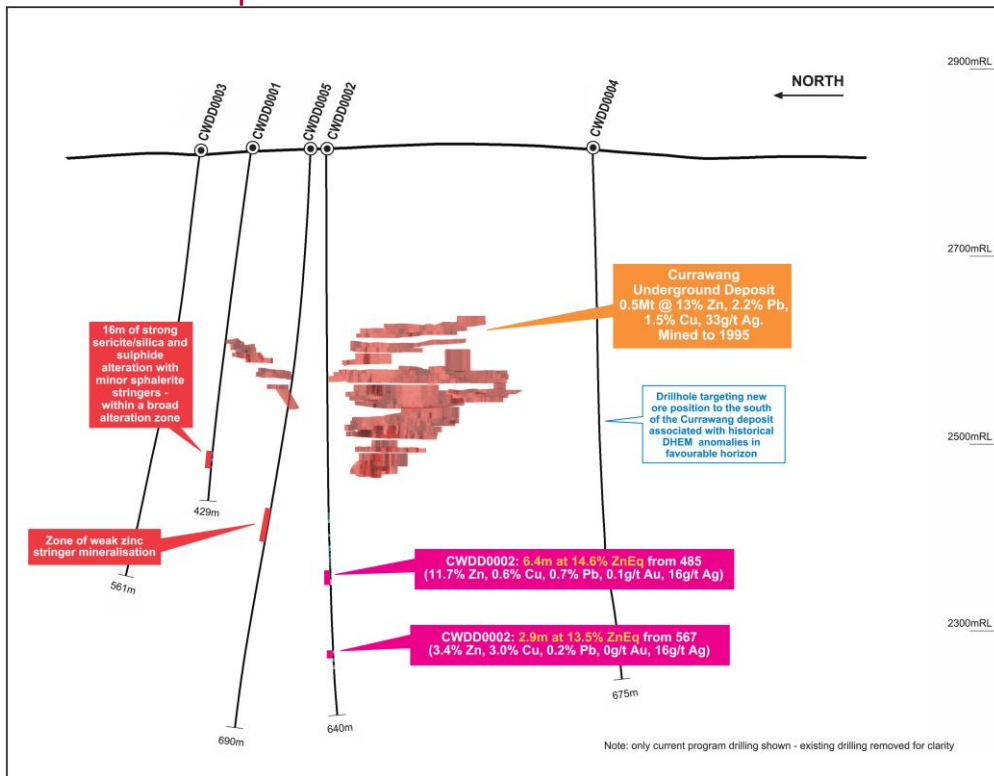 2900mRL
NORTH
CWDD0003
CWDD0001
CWDD0005
CWDD0002
CWDD0004
2700mRL
Currawang
Underground Deposit
0.5Mt @ 13% Zn, 2.2% Pb,
1.5% Cu, 33g/t Ag.
Mined to 1995
16m of strong
sericite/silica and
sulphide
alteration with
minor sphalerite
stringers -
within a broad
alteration zone
Drillhole targeting new
ore position to the south
of the Currawang deposit
associated with historical
DHEM anomalies in
favourable horizon
2500mRL
429m
Zone of weak zinc
stringer mineralisation
CWDD0002: 6.4m at 14.6% ZnEq from 485
(11.7% Zn, 0.6% Cu, 0.7% Pb, 0.1g/t Au, 16g/t Ag)
561m
2300mRL
CWDD0002: 2.9m at 13.5% ZnEq from 567
(3.4% Zn, 3.0% Cu, 0.2% Pb, 0g/t Au, 16g/t Ag)
675m
640m
690m
Note: only current program drilling shown - existing drilling removed for clarity